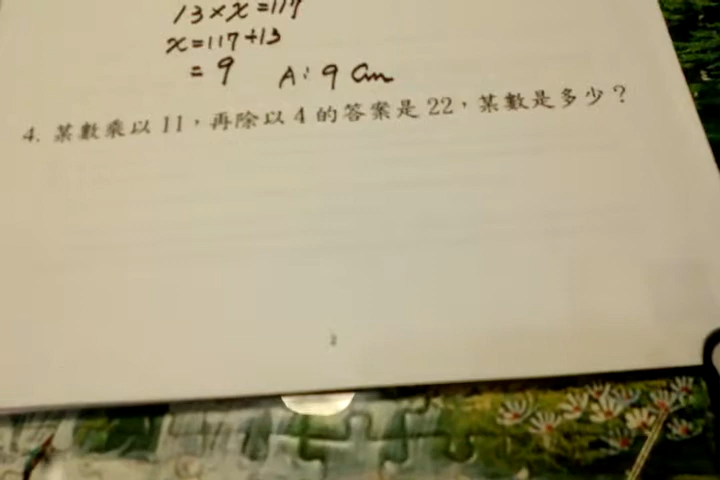 13×x=117
x=117÷13
=9 A:9 cm
4. 某數乘以 11,再除以 4 的答案是 22,某數是多少?